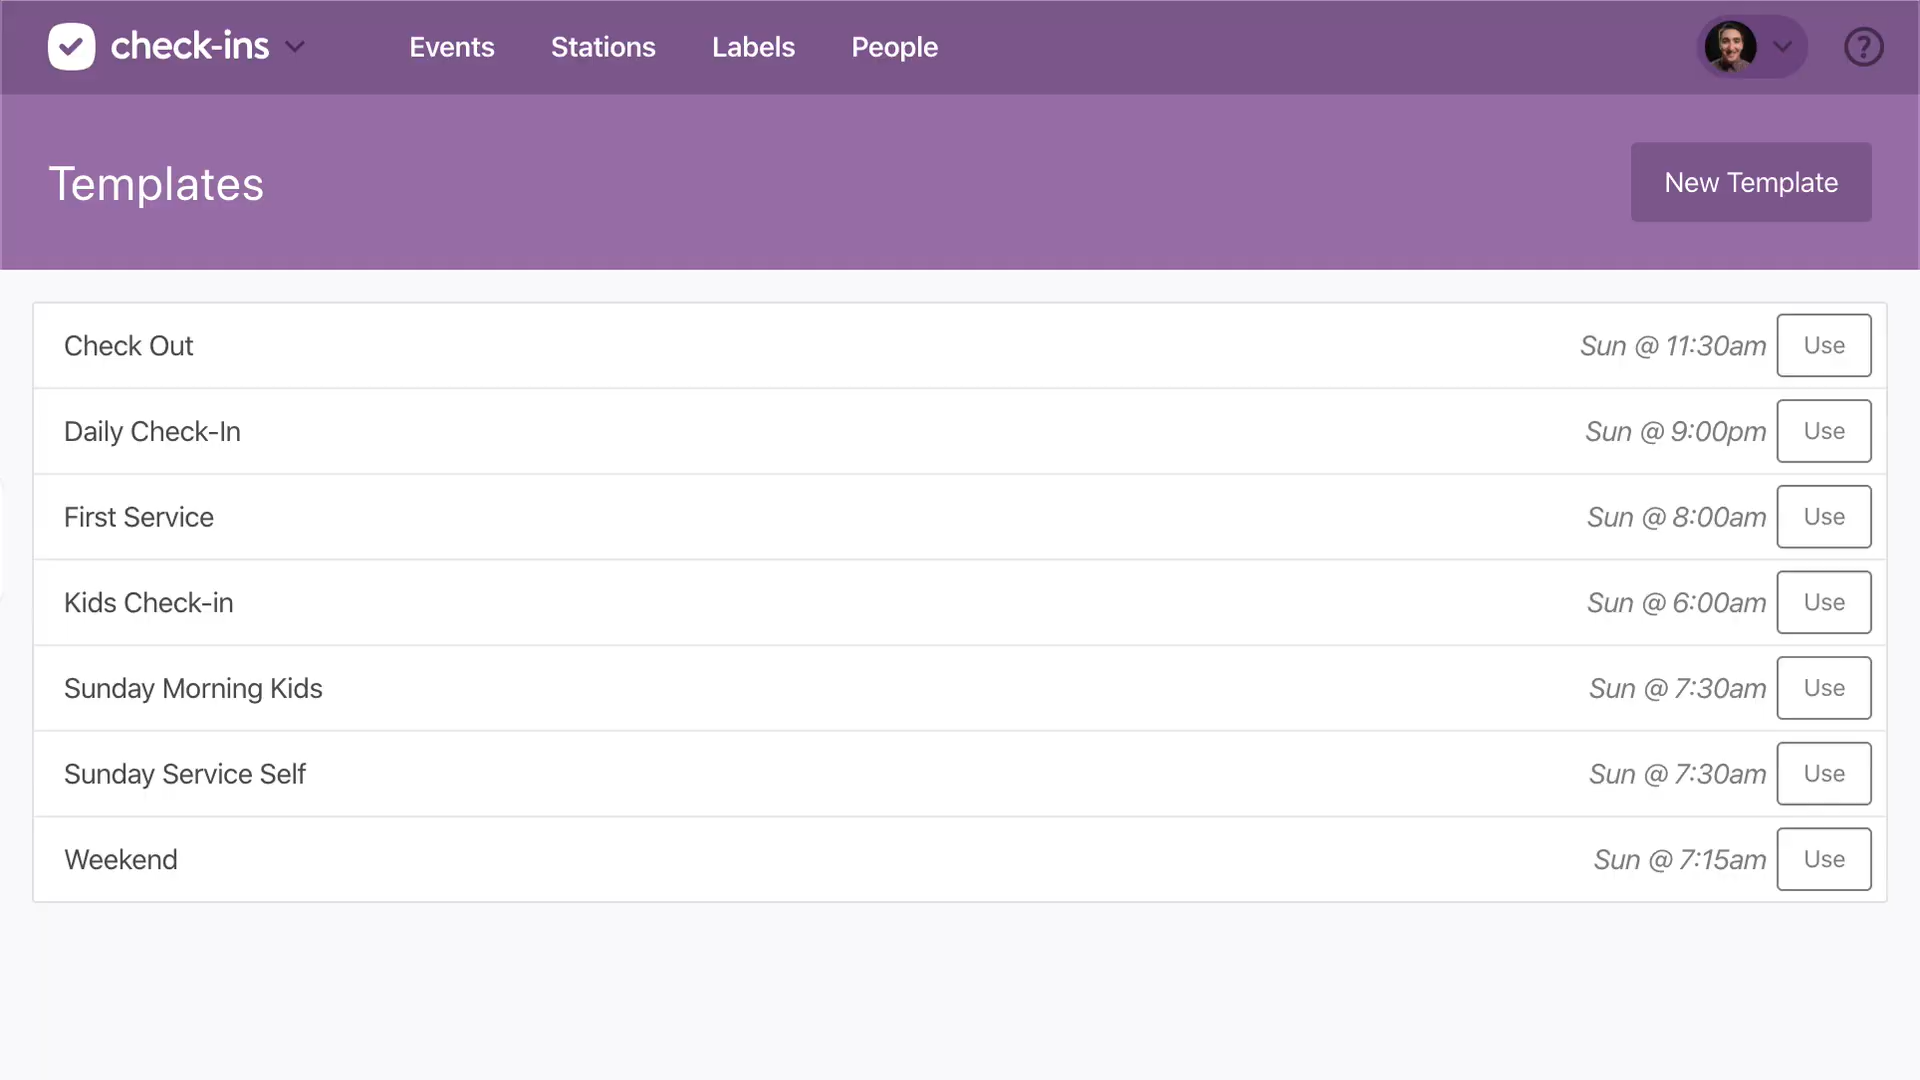 check-ins
Events
Stations
Labels
People
?
Templates
New Template
Check Out
Sun @ 11:30am
Use
Daily Check-In
Sun @ 9:00pm
Use
First Service
Sun @ 8:00am
Use
Kids Check-in
Sun @ 6:00am
Use
Sunday Morning Kids
Sun @ 7:30am
Use
Sunday Service Self
Sun @ 7:30am
Use
Weekend
Sun @ 7:15am
Use